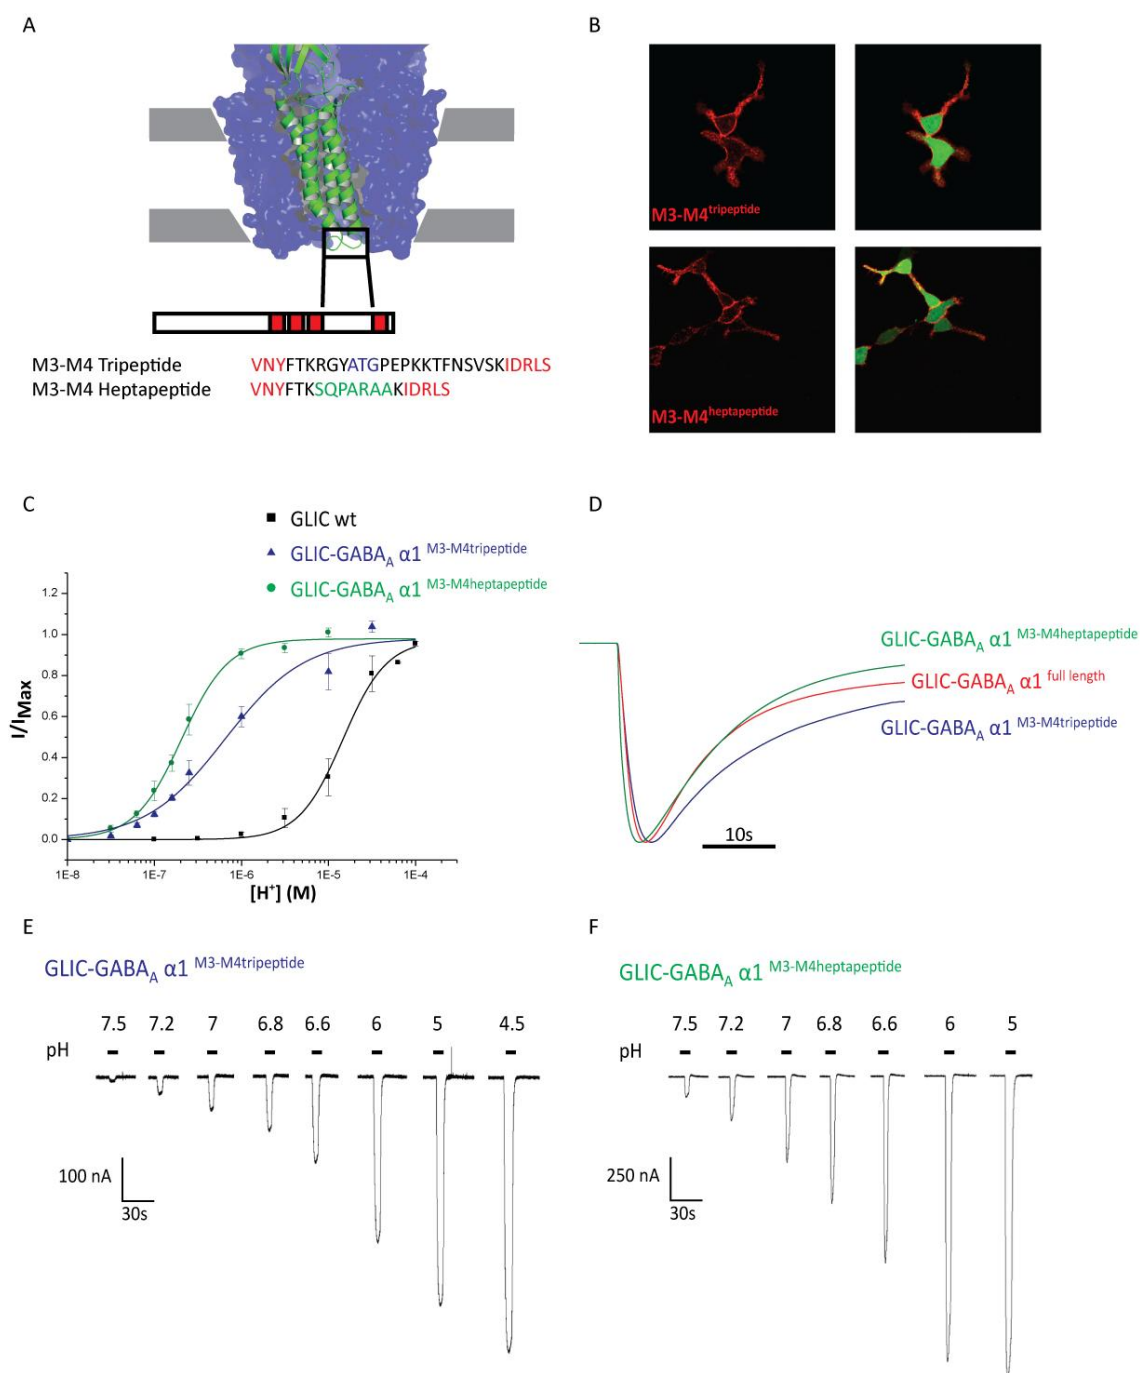 A
M3-M4 Tripeptide VNYFTKRGYATGPEPKKTFNSVSKIDRLS
M3-M4 Heptapeptide VNYFTKSQPARAAKIDRLS
B
M3-M4tripeptide
M3-M4heptapeptide
C
GLIC wt
GLIC-GABAA α1 M3-M4tripeptide
GLIC-GABAA α1 M3-M4heptapeptide
I/IMax
1.2
1.0
0.8
0.6
0.4
0.2
0.0
1E-8 1E-7 1E-6 1E-5 1E-4
[H+] (M)
D
GLIC-GABAA α1 M3-M4heptapeptide
GLIC-GABAA α1 full length
GLIC-GABAA α1 M3-M4tripeptide
10s
E
GLIC-GABAA α1 M3-M4tripeptide
7.5 7.2 7 6.8 6.6 6 5 4.5
pH
100 nA
30s
F
GLIC-GABAA α1 M3-M4heptapeptide
7.5 7.2 7 6.8 6.6 6 5
pH
250 nA
30s